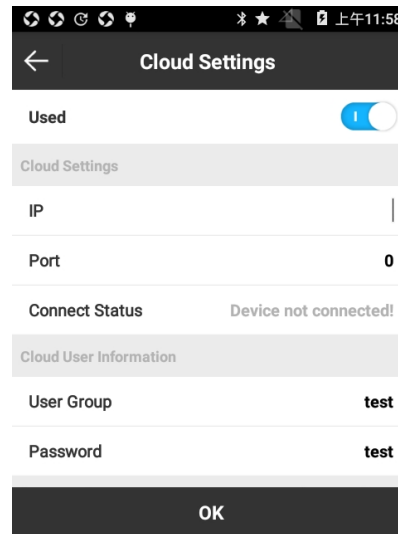 上午11:58
Cloud Settings
Used
Cloud Settings
IP
Port 0
Connect Status Device not connected!
Cloud User Information
User Group test
Password test
OK